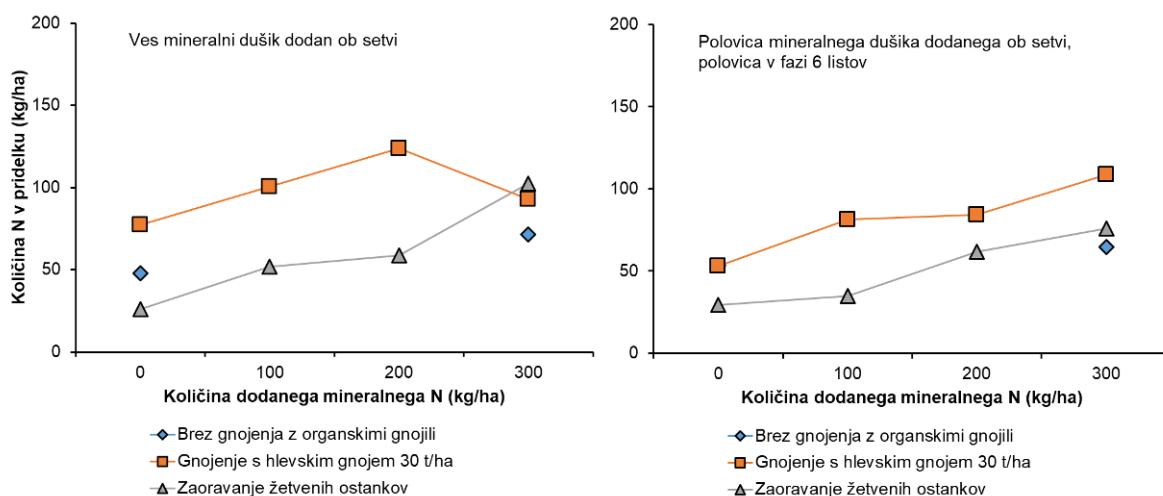 Ves mineralni dušik dodan ob setvi
Količina N v pridelku (kg/ha)
200
150
100
50
0
0 100 200 300
Količina dodanega mineralnega N (kg/ha)
Brez gnojenja z organskimi gnojili
Gnojenje s hlevskim gnojem 30 t/ha
Zaoravanje žetvenih ostankov
Polovica mineralnega dušika dodanega ob setvi,
polovica v fazi 6 listov
200
150
100
50
0
0 100 200 300
Količina dodanega mineralnega N (kg/ha)
Brez gnojenja z organskimi gnojili
Gnojenje s hlevskim gnojem 30 t/ha
Zaoravanje žetvenih ostankov